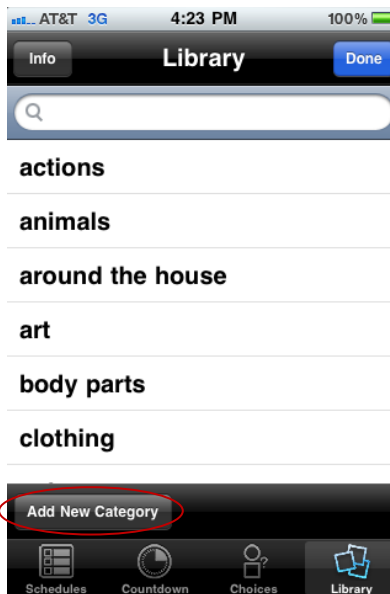 AT&T 3G 4:23 PM 100%
Info Library Done
actions
animals
around the house
art
body parts
clothing
Add New Category
Schedules Countdown Choices Library